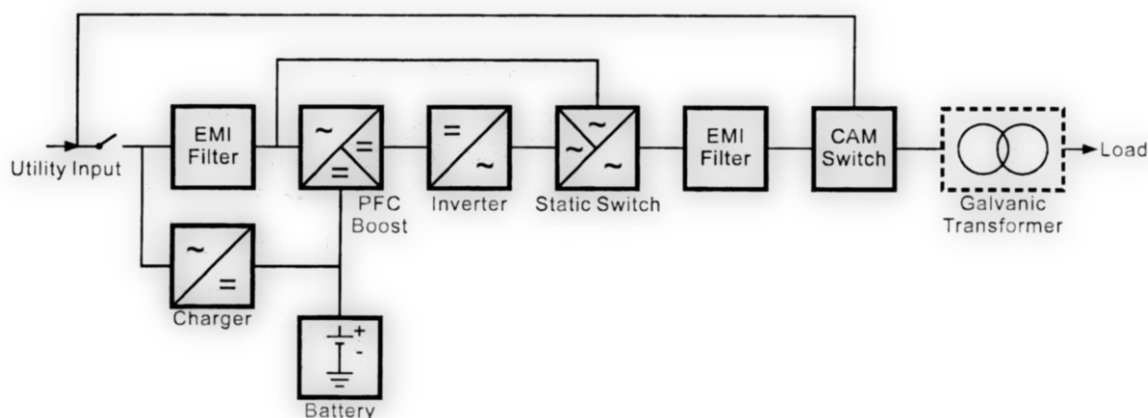 Utility Input
EMI
Filter
PFC
Boost
Inverter
Static Switch
EMI
Filter
CAM
Switch
Galvanic
Transformer
Load
Charger
+
-
Battery